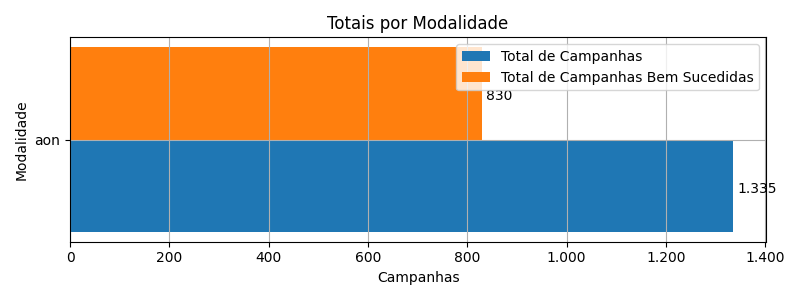 Totais por Modalidade
Total de Campanhas
Total de Campanhas Bem Sucedidas
830
1.335
aon
Modalidade
0 200 400 600 800 1.000 1.200 1.400
Campanhas